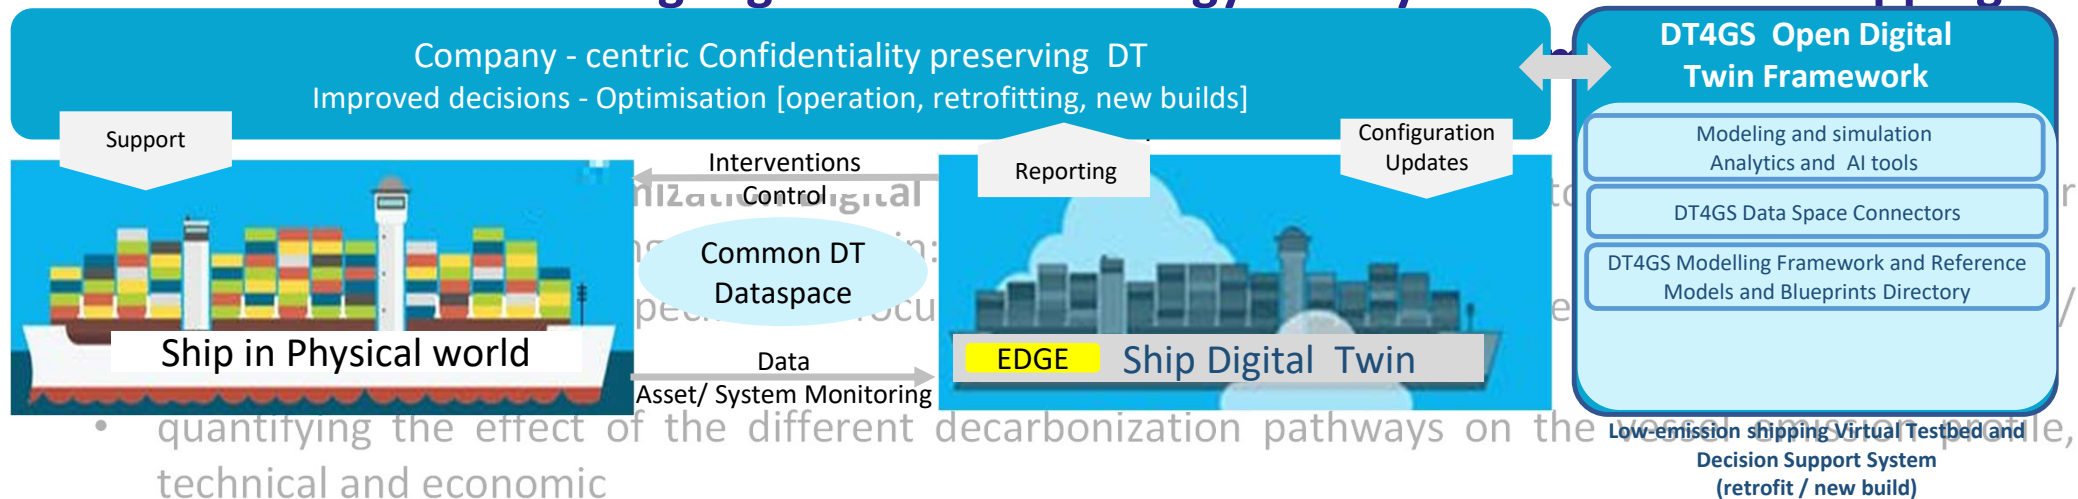 Company - centric Confidentiality preserving DT
Improved decisions - Optimisation [operation, retrofitting, new builds]
DT4GS Open Digital
Twin Framework
Support
Interventions
Control
Reporting
Configuration
Updates
Modeling and simulation
Analytics and AI tools
DT4GS Data Space Connectors
DT4GS Modelling Framework and Reference
Models and Blueprints Directory
Common DT
Dataspace
Ship in Physical world
Data
Asset/ System Monitoring
EDGE
Ship Digital Twin
• quantifying the effect of the different decarbonization pathways on the
technical and economic
Low-emission shipping Virtual Testbed and
Decision Support System
(retrofit / new build)